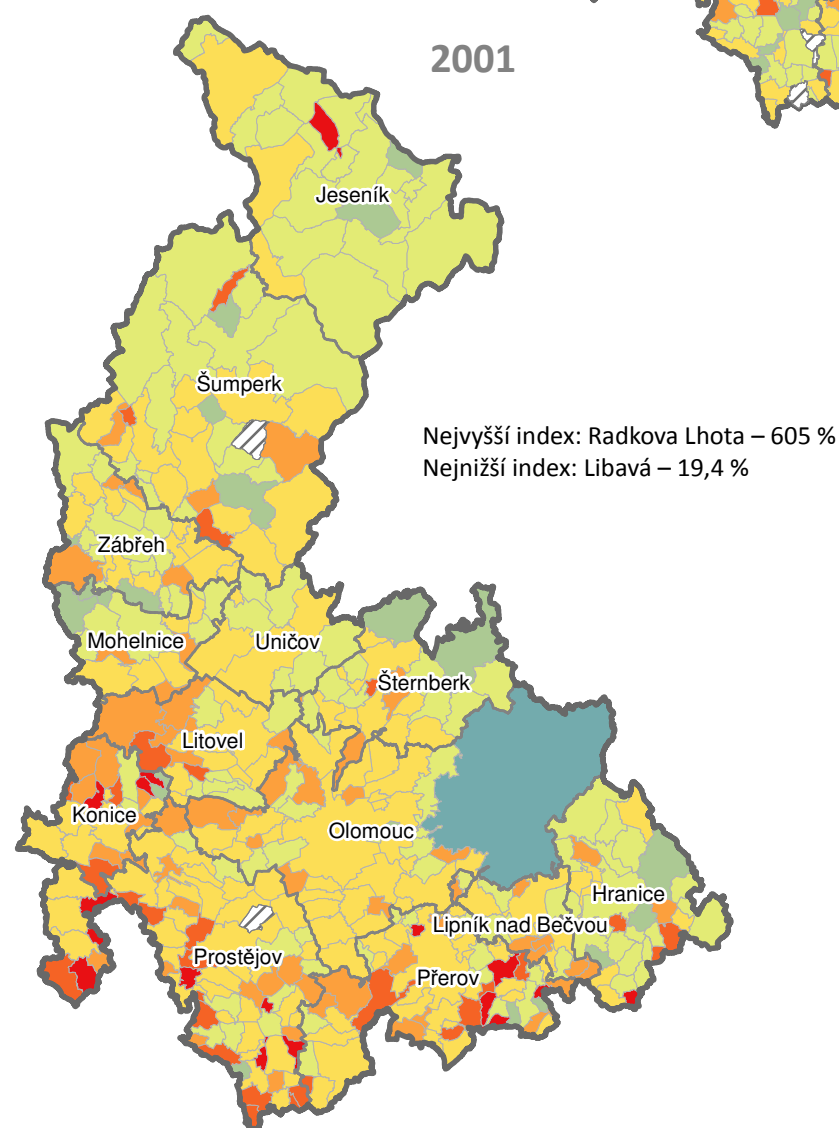 2001
Jeseník
Šumperk
Nejvyšší index: Radkova Lhota – 605 %
Nejnižší index: Libavá – 19,4 %
Zábřeh
Mohelnice
Uničov
Šternberk
Litovel
Konice
Olomouc
Hranice
Lipník nad Bečvou
Prostějov
Přerov